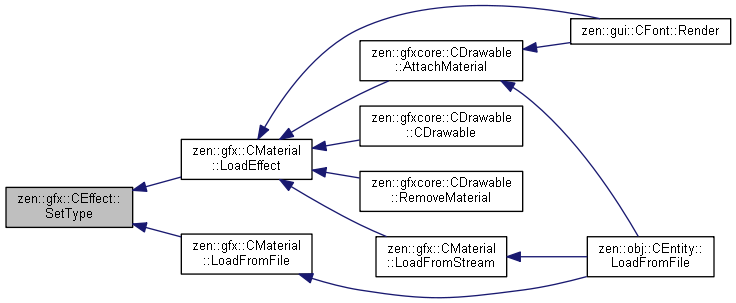 zen::gfx::CEffect::
SetType
zen::gfx::CMaterial
::LoadEffect
zen::gfx::CMaterial
::LoadFromFile
zen::gfxcore::CDrawable
::AttachMaterial
zen::gfxcore::CDrawable
::CDrawable
zen::gfxcore::CDrawable
::RemoveMaterial
zen::gfx::CMaterial
::LoadFromStream
zen::gui::CFont::Render
zen::obj::CEntity::
LoadFromFile